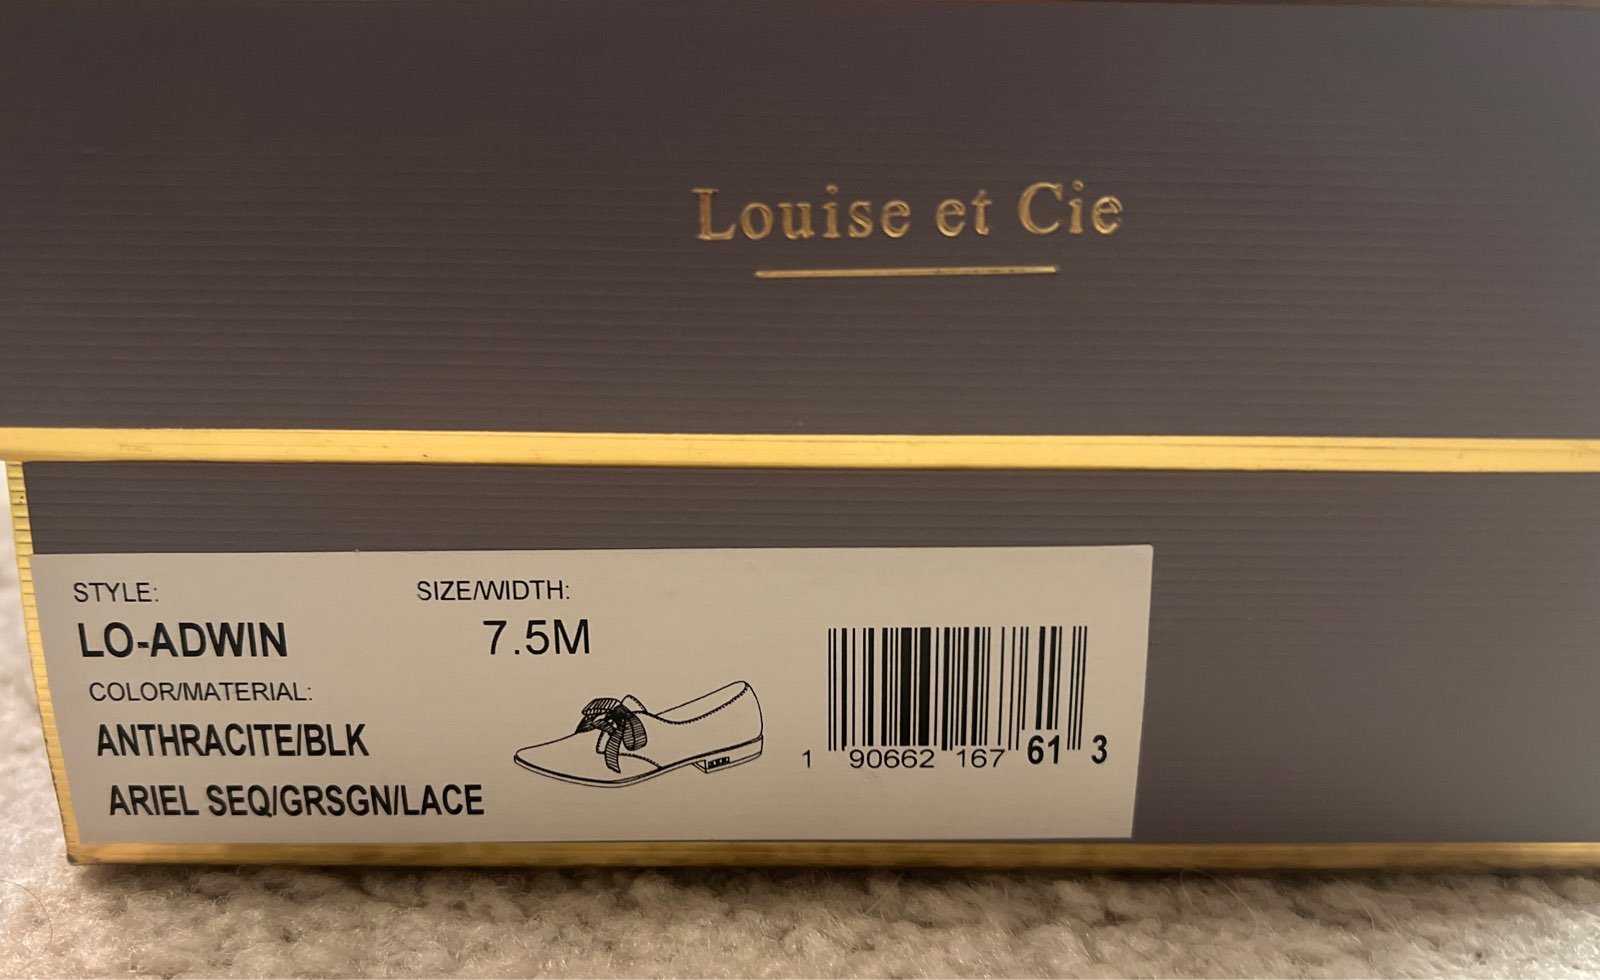 Louise et Cie
STYLE: SIZE/WIDTH:
LO-ADWIN 7.5M
COLOR/MATERIAL:
ANTHRACITE/BLK
ARIEL SEQ/GRSGN/LACE
1 90662 167 61 3